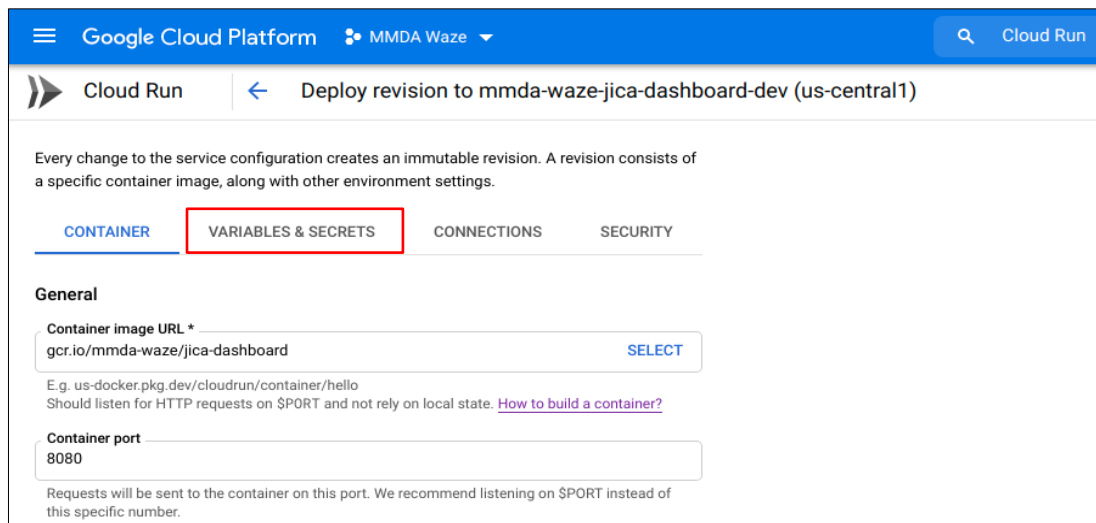 Google Cloud Platform MMDA Waze Cloud Run
Cloud Run Deploy revision to mmda-waze-jica-dashboard-dev (us-central1)
Every change to the service configuration creates an immutable revision. A revision consists of
a specific container image, along with other environment settings.
CONTAINER VARIABLES & SECRETS CONNECTIONS SECURITY
General
Container image URL *
gcr.io/mmda-waze/jica-dashboard SELECT
E.g. us-docker.pkg.dev/cloudrun/container/hello
Should listen for HTTP requests on $PORT and not rely on local state. How to build a container?
Container port
8080
Requests will be sent to the container on this port. We recommend listening on $PORT instead of
this specific number.